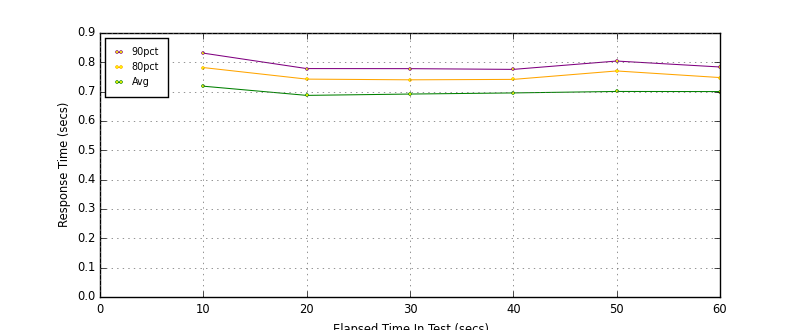 0.9
0.8
0.7
0.6
0.5
0.4
0.3
0.2
0.1
0.0
Response Time (secs)
90pct
80pct
Avg
0 10 20 30 40 50 60
Elapsed Time In Test (secs)